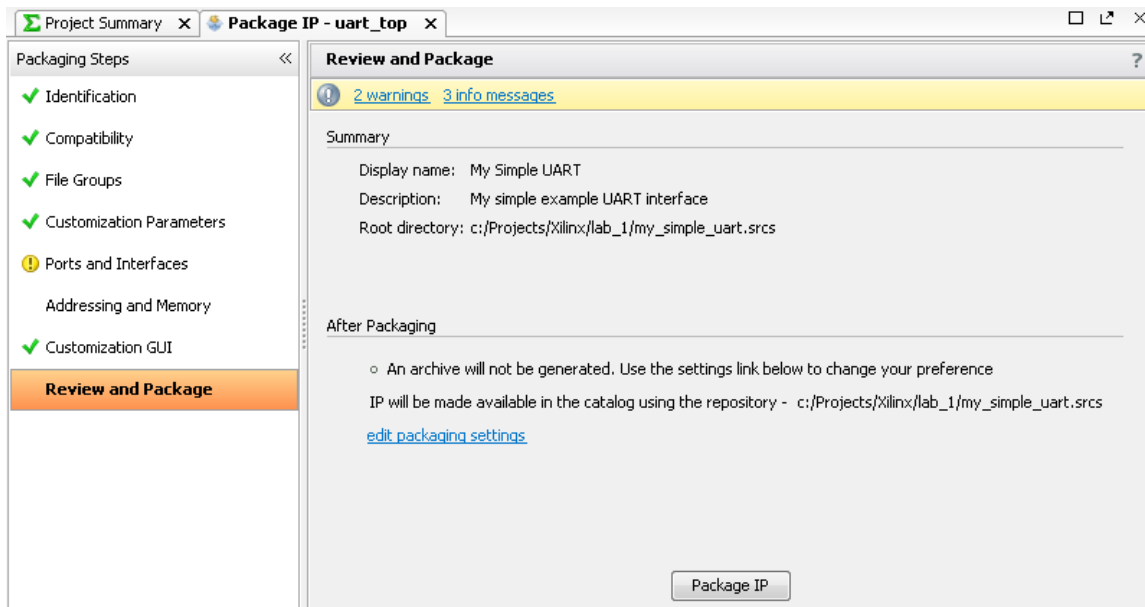 Project Summary
Package IP - uart_top
Packaging Steps
Identification
Compatibility
File Groups
Customization Parameters
Ports and Interfaces
Addressing and Memory
Customization GUI
Review and Package
Review and Package
?
2 warnings 3 info messages
Summary
Display name: My Simple UART
Description: My simple example UART interface
Root directory: c:/Projects/Xilinx/lab_1/my_simple_uart.srcs
After Packaging
An archive will not be generated. Use the settings link below to change your preference
IP will be made available in the catalog using the repository - c:/Projects/Xilinx/lab_1/my_simple_uart.srcs
edit packaging settings
Package IP